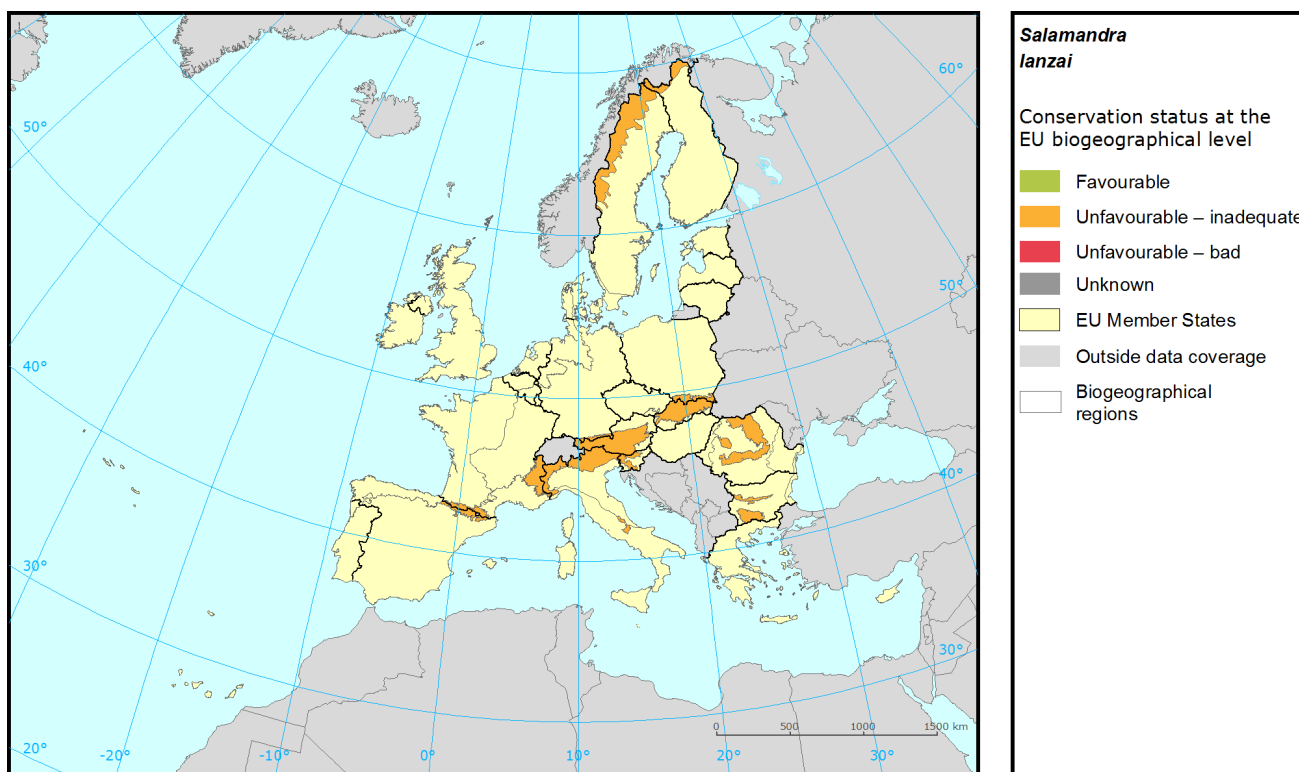 60°
50°
50°
40°
40°
30°
30°
20°
-20°
-10°
0°
10°
20°
30°
0 500 1000 1500 km
Salamandra
lanzai
Conservation status at the
EU biogeographical level
Favourable
Unfavourable – inadequate
Unfavourable – bad
Unknown
EU Member States
Outside data coverage
Biogeographical
regions